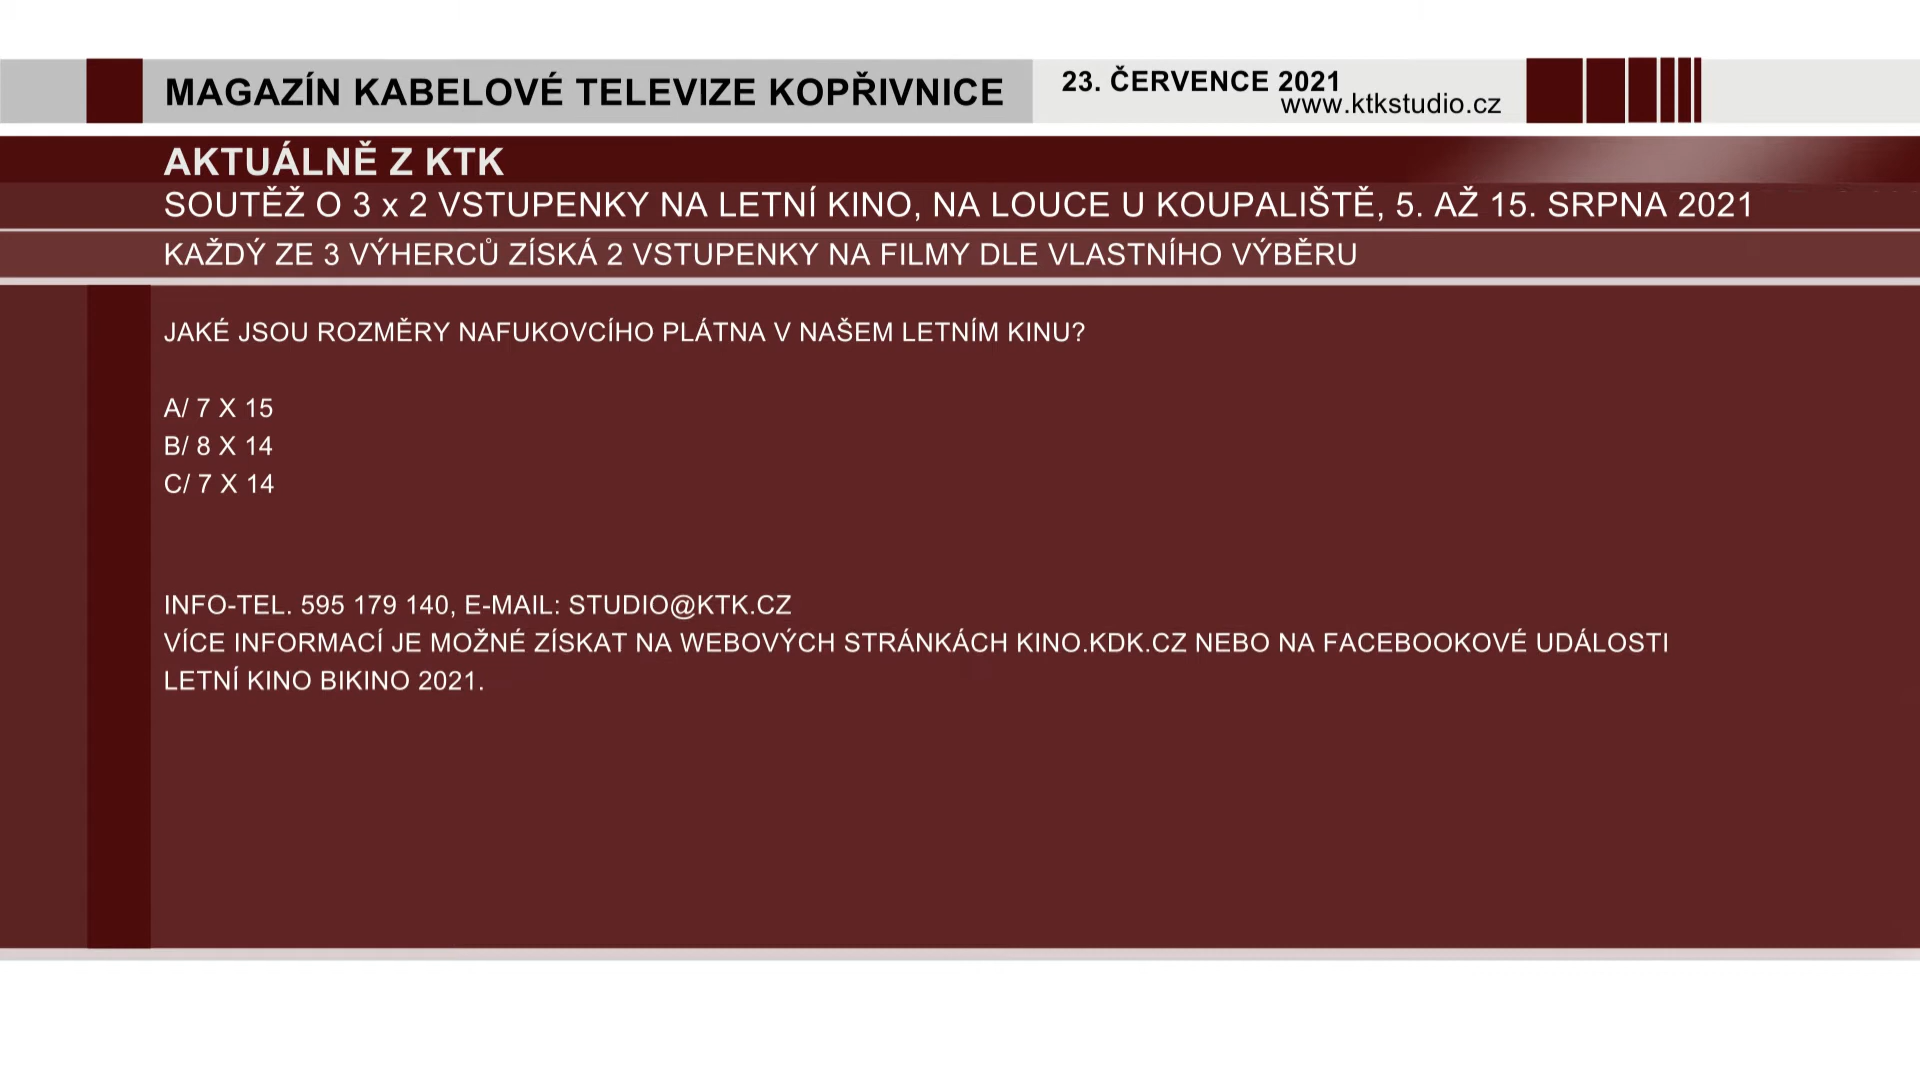 MAGAZÍN KABELOVÉ TELEVIZE KOPŘIVNICE
23. ČERVENCE 2021
www.ktkstudio.cz
AKTUÁLNĚ Z KTK
SOUTĚŽ O 3 x 2 VSTUPENKY NA LETNÍ KINO, NA LOUCE U KOUPALIŠTĚ, 5. AŽ 15. SRPNA 2021
KAŽDÝ ZE 3 VÝHERCŮ ZÍSKÁ 2 VSTUPENKY NA FILMY DLE VLASTNÍHO VÝBĚRU
JAKÉ JSOU ROZMĚRY NAFUKOVCÍHO PLÁTNA V NAŠEM LETNÍM KINU?
A/ 7 X 15
B/ 8 X 14
C/ 7 X 14
INFO-TEL. 595 179 140, E-MAIL: STUDIO@KTK.CZ
VÍCE INFORMACÍ JE MOŽNÉ ZÍSKAT NA WEBOVÝCH STRÁNKÁCH KINO.KDK.CZ NEBO NA FACEBOOKOVÉ UDÁLOSTI
LETNÍ KINO BIKINO 2021.